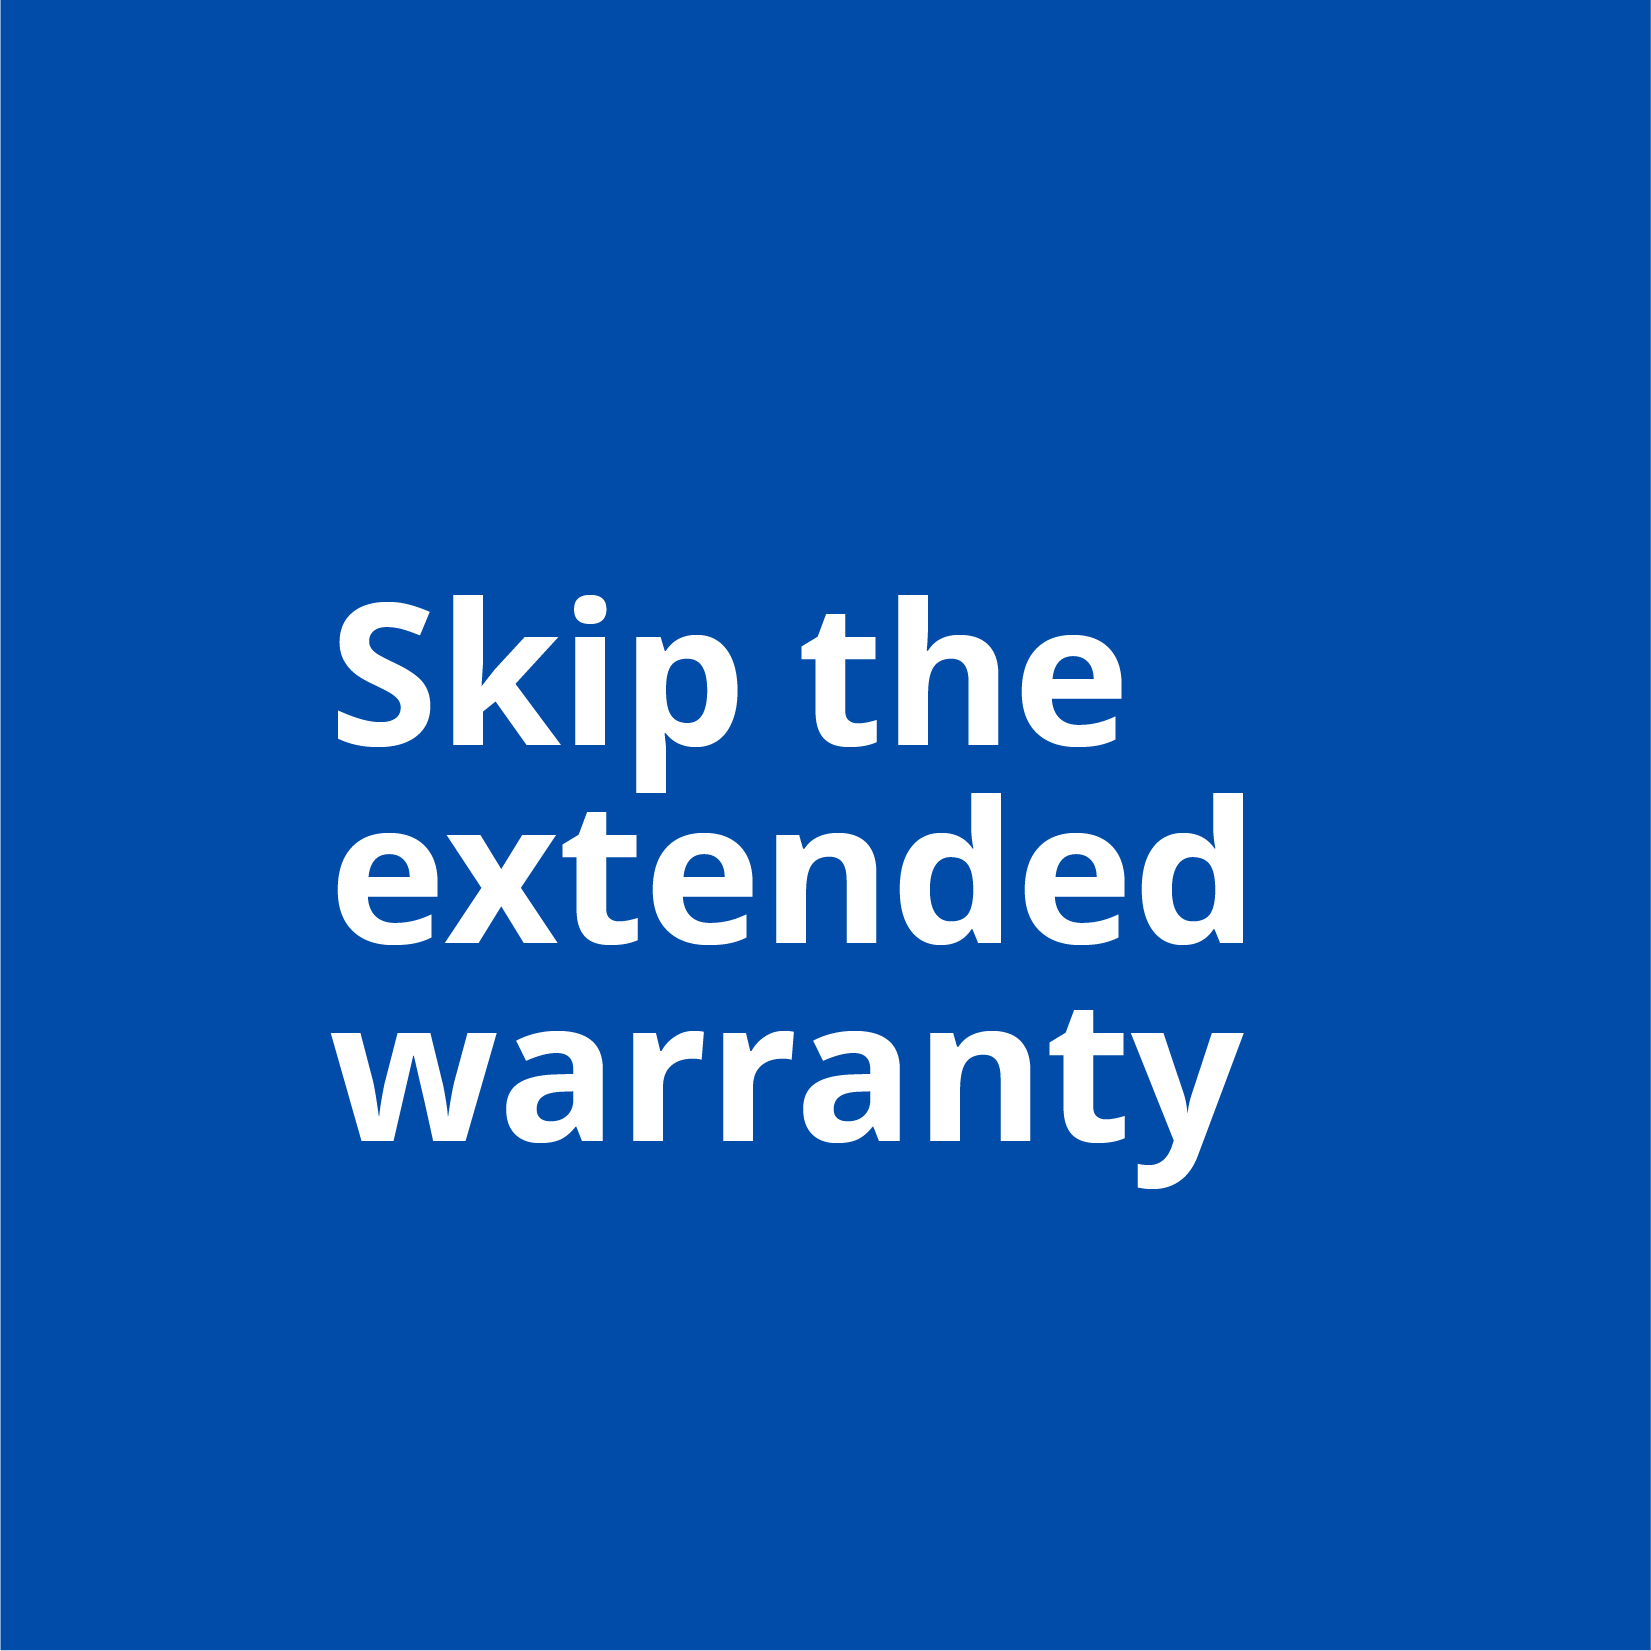 Skip the
extended
warranty